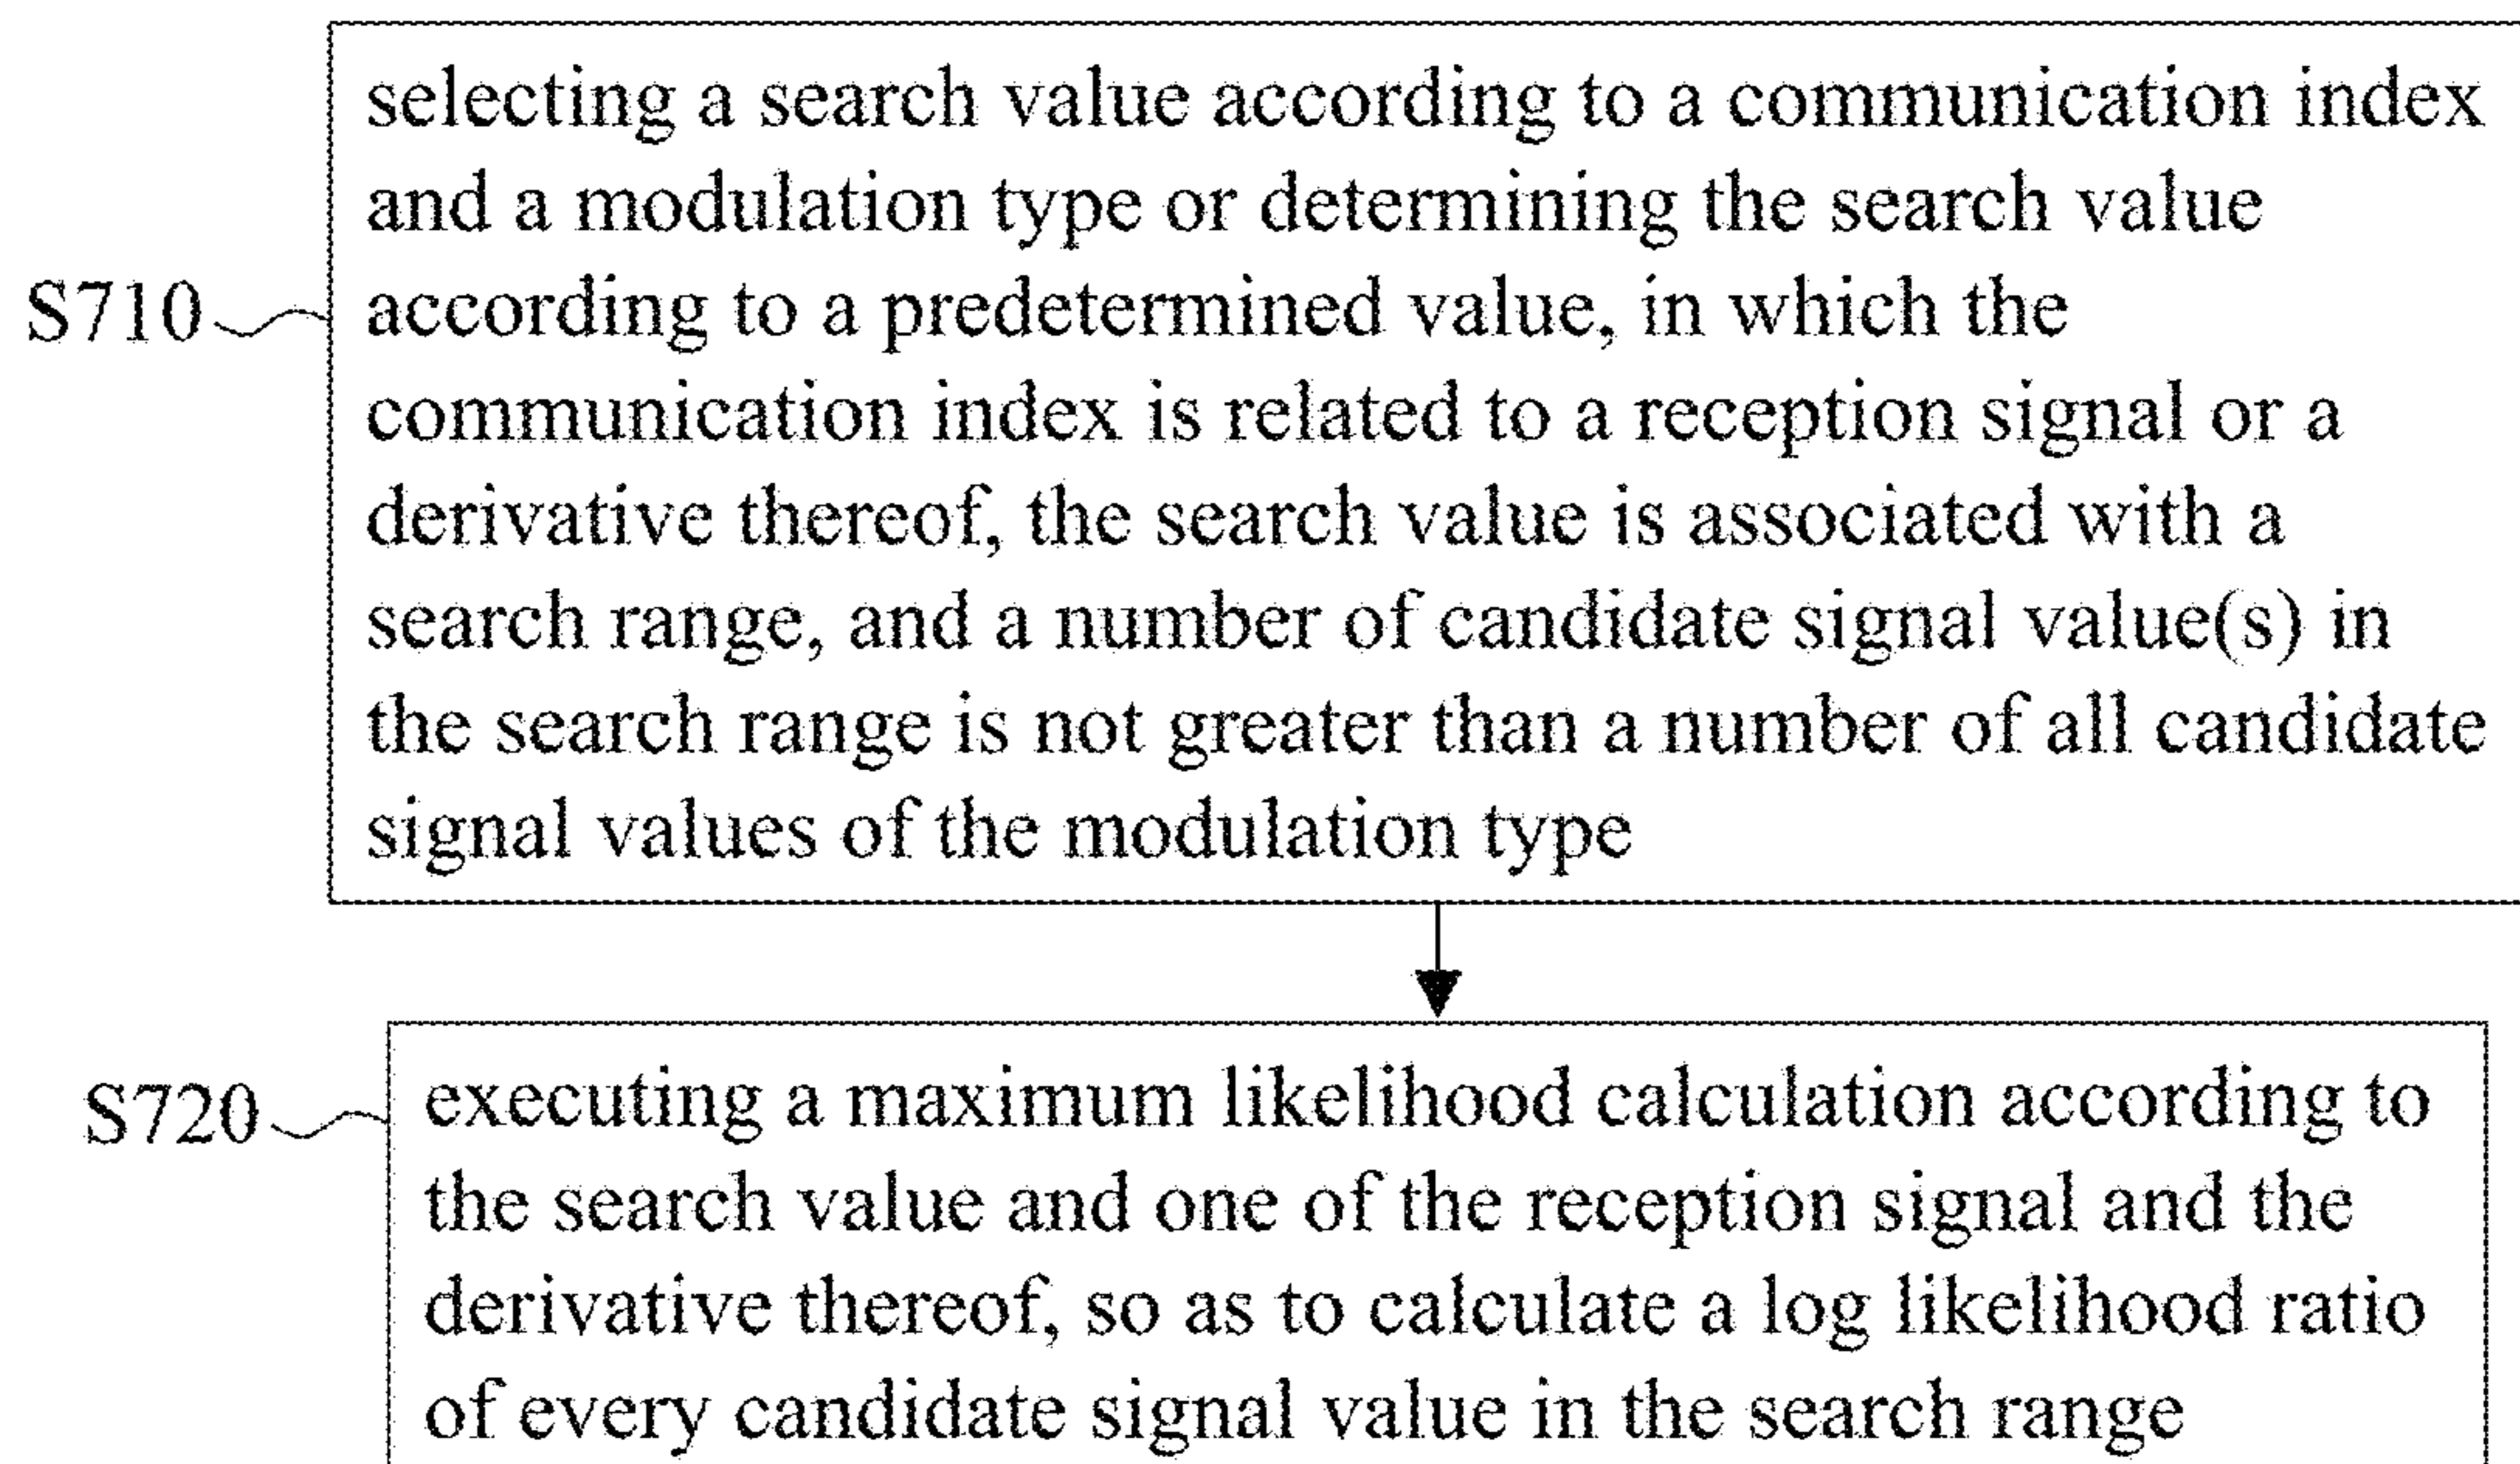 selecting a search value according to a communication index
and a modulation type or determining the search value
S710 according to a predetermined value, in which the
communication index is related to a reception signal or a
derivative thereof, the search value is associated with a
search range, and a number of candidate signal value(s) in
the search range is not greater than a number of all candidate
signal values of the modulation type
S720 executing a maximum likelihood calculation according to
the search value and one of the reception signal and the
derivative thereof, so as to calculate a log likelihood ratio
of every candidate signal value in the search range